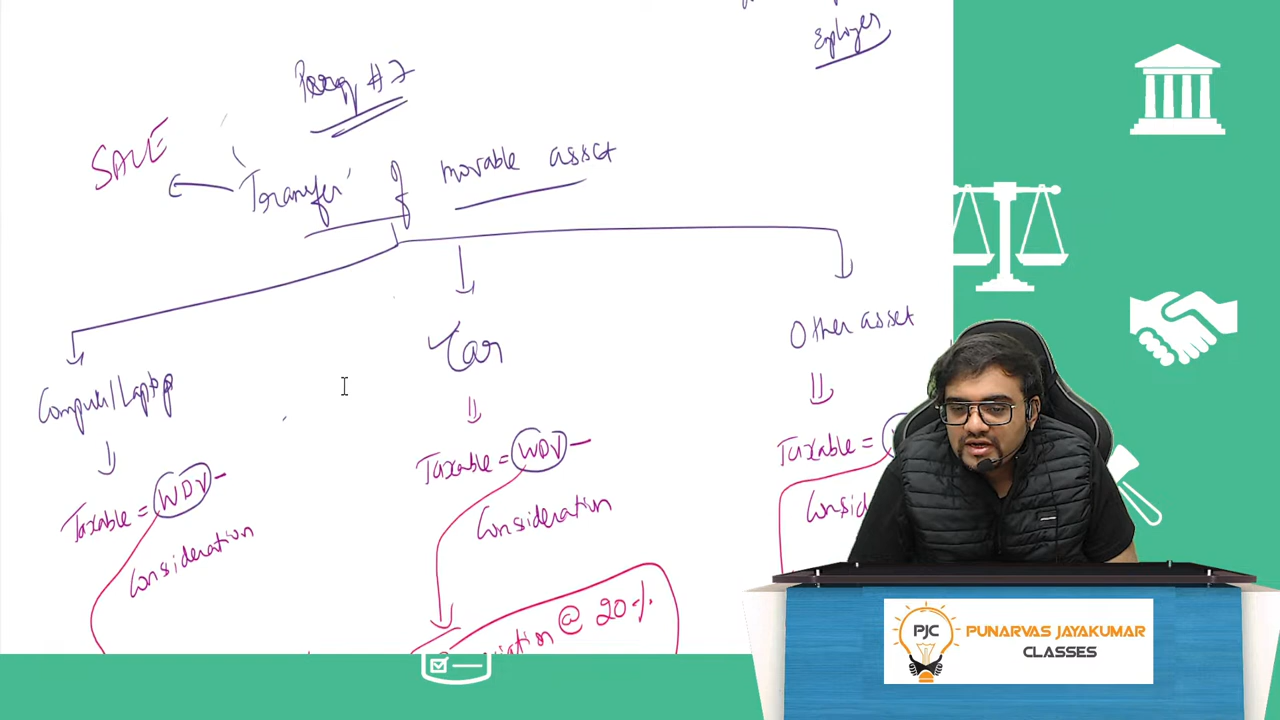 Employer
Perq #7
SALE
"Transfer" of movable asset
Computer/Laptop
Car
Other asset
Taxable = WDV -
Consideration
Taxable = WDV -
Consideration
Taxable =
Depreciation @ 20%
PJC
PUNARVAS JAYAKUMAR
CLASSES